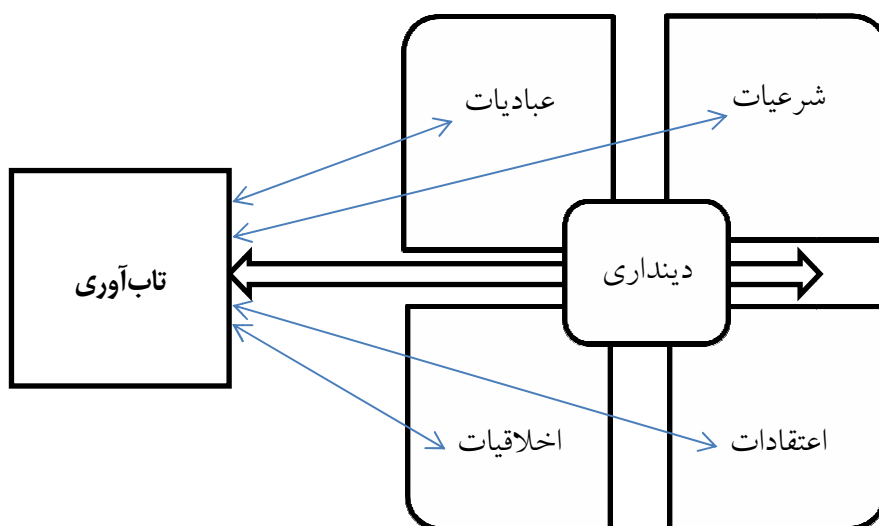 شرعیات
عبادیات
دینداری
تاب‌آوری
اعتقادات
اخلاقیات